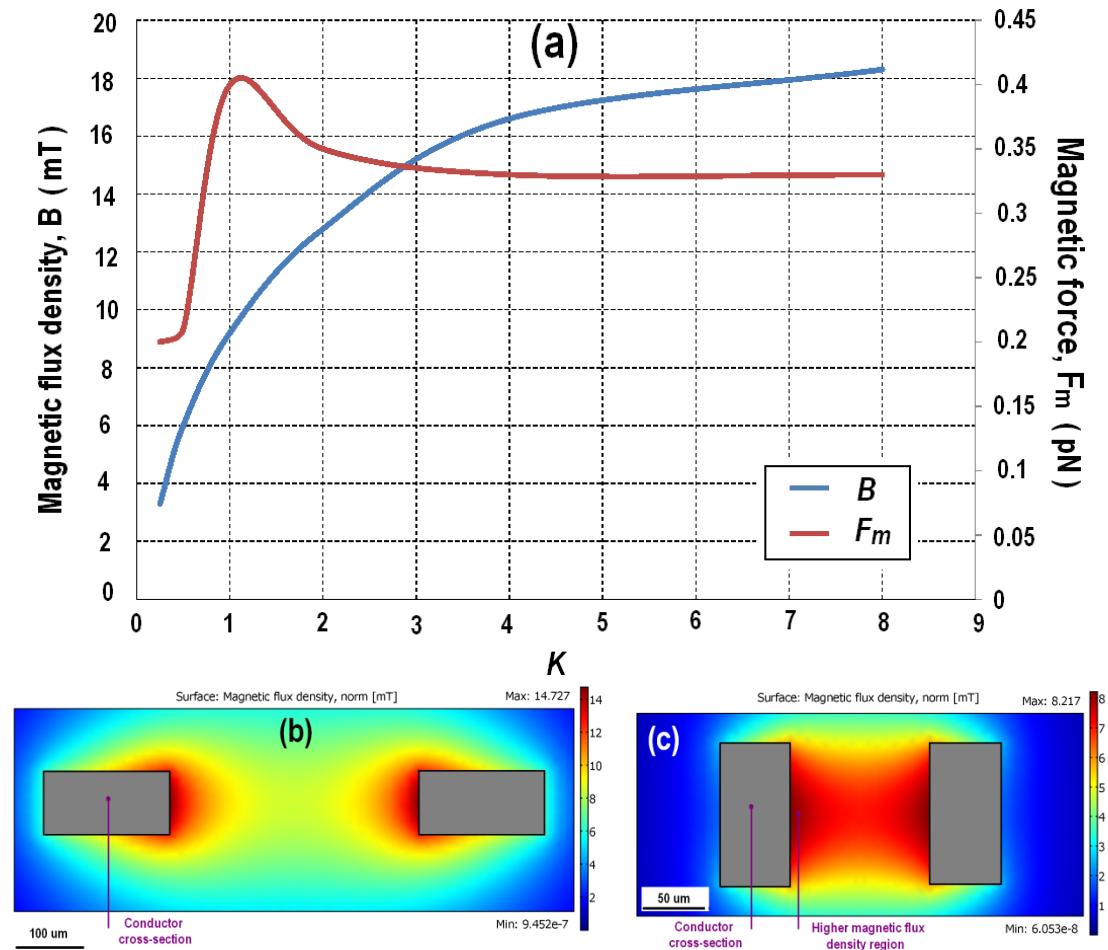 (a)
Magnetic flux density, B ( mT )
20
18
16
14
12
10
8
6
4
2
0
0.45
0.4
0.35
0.3
0.25
0.2
0.15
0.1
0.05
0
Magnetic force, Fm ( pN )
B
Fm
0 1 2 3 4 5 6 7 8 9
K
Surface: Magnetic flux density, norm [mT]
Max: 14.727
(b)
14
12
10
8
6
4
2
Min: 9.452e-7
Conductor
cross-section
100 um
Surface: Magnetic flux density, norm [mT]
Max: 8.217
(c)
8
7
6
5
4
3
2
1
50 um
Min: 6.053e-8
Conductor
cross-section
Higher magnetic flux
density region